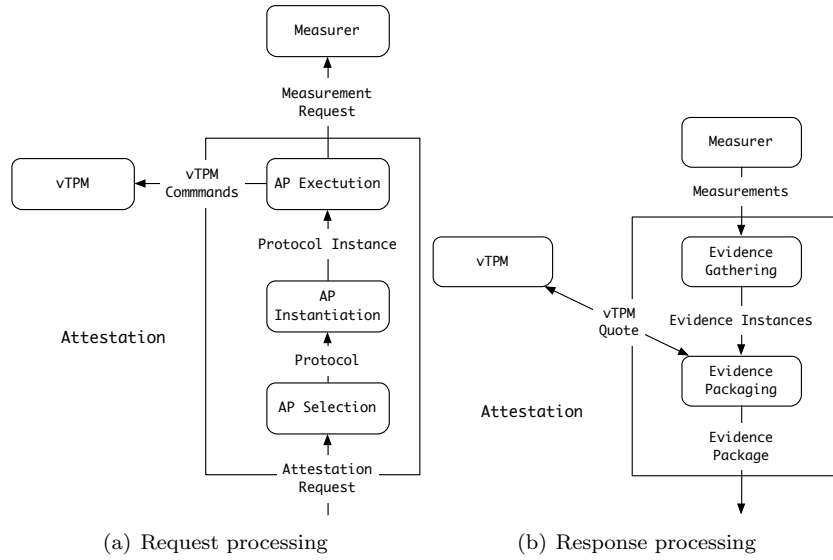 Measurer
Measurement
Request
vTPM
vTPM
Commmands
AP Exectution
Protocol Instance
AP
Instantiation
Attestation
Protocol
AP Selection
Attestation
Request
(a) Request processing
Measurer
Measurements
vTPM
Evidence
Gathering
vTPM
Quote
Evidence Instances
Evidence
Packaging
Attestation
Evidence
Package
(b) Response processing